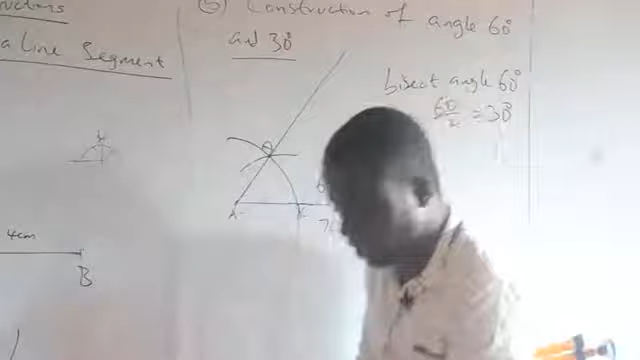 a Line Segment
4cm
B
Construction of angle 60°
and 30°
bisect angle 60°
60/2 = 30°
A